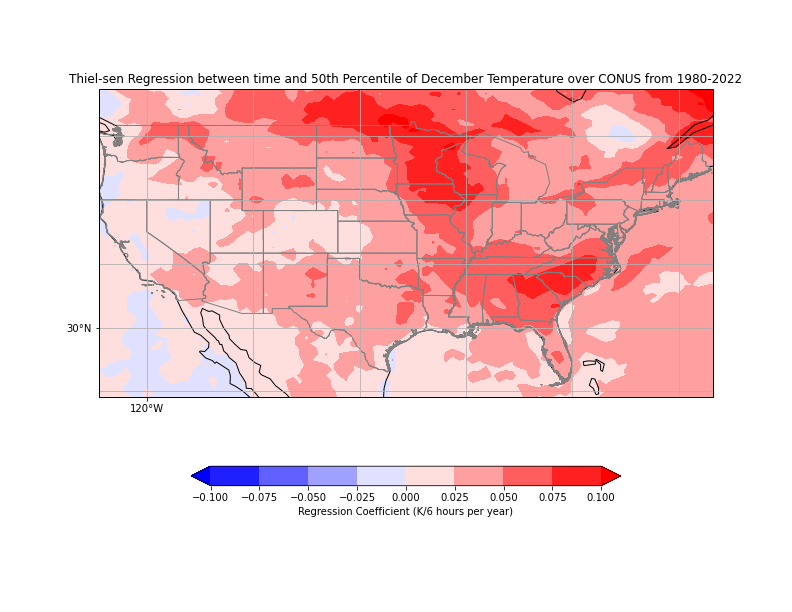 Thiel-sen Regression between time and 50th Percentile of December Temperature over CONUS from 1980-2022
30°N
120°W
−0.100 −0.075 −0.050 −0.025 0.000 0.025 0.050 0.075 0.100
Regression Coefficient (K/6 hours per year)